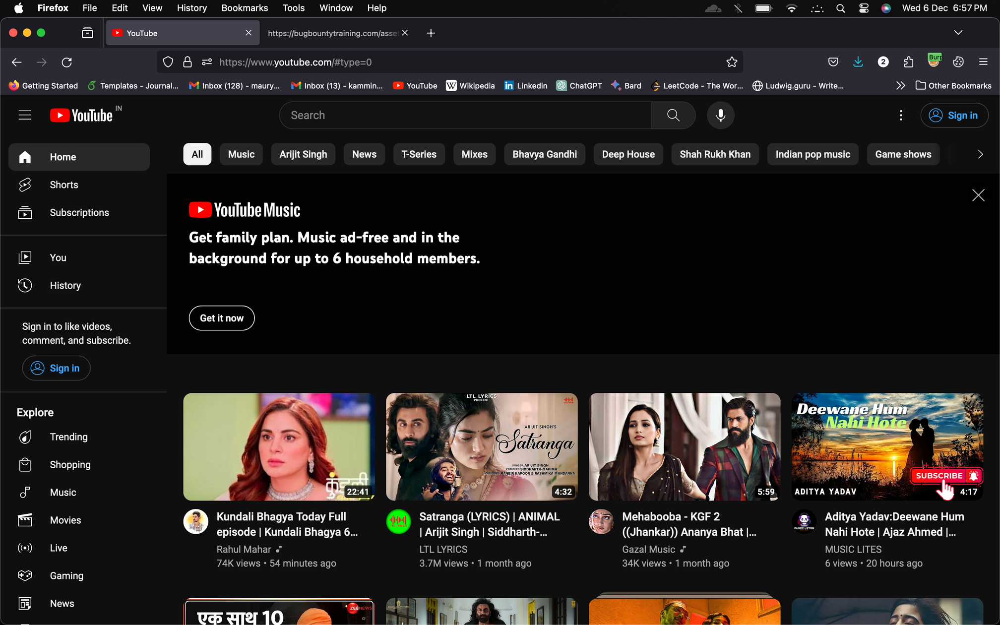 Firefox File Edit View History Bookmarks Tools Window Help Wed 6 Dec 6:57 PM
YouTube https://bugbountytraining.com/asse
https://www.youtube.com/#type=0 2 Burp
Getting Started Templates - Journal... Inbox (128) - maury... Inbox (13) - kammin... YouTube Wikipedia Linkedin ChatGPT Bard LeetCode - The Wor... Ludwig.guru - Write... Other Bookmarks
YouTube IN Search Sign in
Home
Shorts
Subscriptions
You
History
Sign in to like videos,
comment, and subscribe.
Sign in
Explore
Trending
Shopping
Music
Movies
Live
Gaming
News
All Music Arijit Singh News T-Series Mixes Bhavya Gandhi Deep House Shah Rukh Khan Indian pop music Game shows
YouTube Music
Get family plan. Music ad-free and in the
background for up to 6 household members.
Get it now
22:41
Kundali Bhagya Today Full
episode | Kundali Bhagya 6...
Rahul Mahar
74K views • 54 minutes ago
LTL LYRICS
PRESENT
ARIJIT SINGH'S
Satranga
SINGER: ARIJIT SINGH
LYRICIST: SIDDHARTH-GARIMA
FEATURING: RANBIR KAPOOR & RASHMIKA MANDANNA
4:32
Satranga (LYRICS) | ANIMAL
| Arijit Singh | Siddharth-...
LTL LYRICS
3.7M views • 1 month ago
5:59
Mehabooba - KGF 2
((Jhankar)) Ananya Bhat |...
Gazal Music
34K views • 1 month ago
Deewane Hum
Nahi Hote
SUBSCRIBE
ADITYA YADAV
4:17
Aditya Yadav:Deewane Hum
Nahi Hote | Ajaz Ahmed |...
MUSIC LITES
6 views • 20 hours ago
ZEE NEWS
एक साथ 10